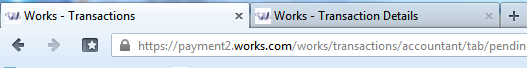 Works - Transactions
Works - Transaction Details
https://payment2.works.com/works/transactions/accountant/tab/pendin